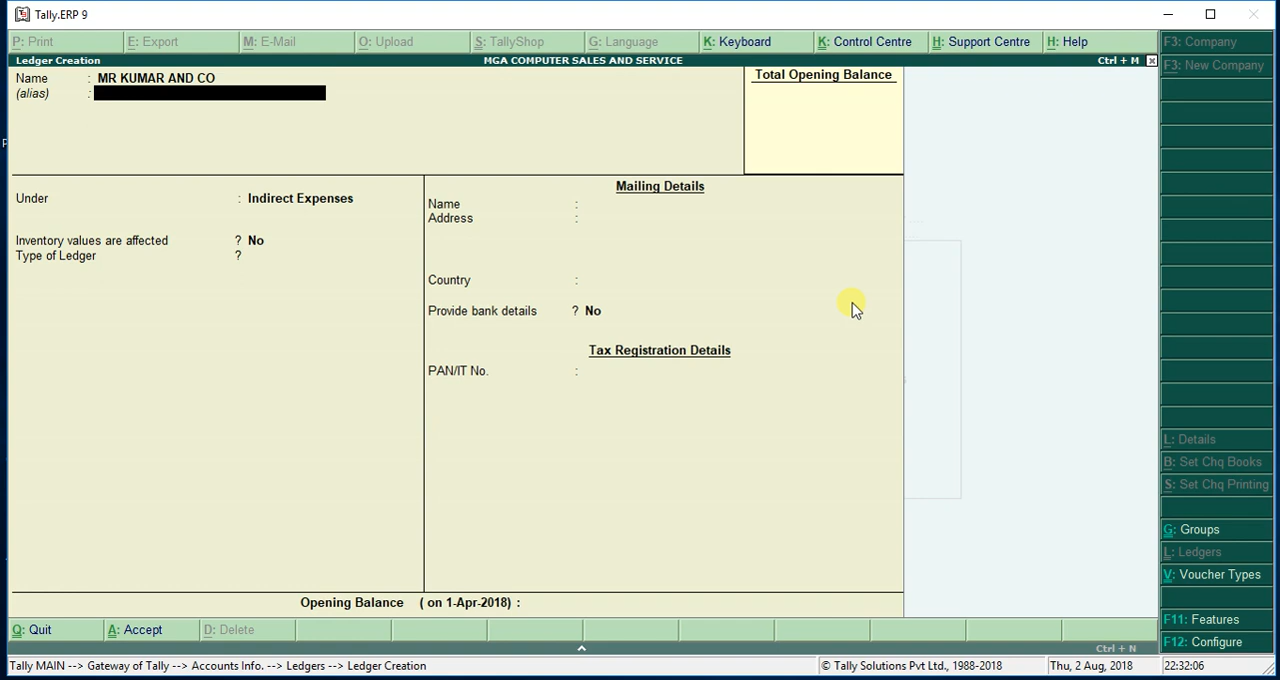 Tally.ERP 9
P: Print
E: Export
M: E-Mail
O: Upload
S: TallyShop
G: Language
K: Keyboard
K: Control Centre
H: Support Centre
H: Help
F3: Company
F3: New Company
Ledger Creation
MGA COMPUTER SALES AND SERVICE
Ctrl + M
Name : MR KUMAR AND CO
(alias) :
Total Opening Balance
Under : Indirect Expenses
Inventory values are affected ? No
Type of Ledger ?
Mailing Details
Name :
Address :
Country :
Provide bank details ? No
Tax Registration Details
PAN/IT No. :
L: Details
B: Set Chq Books
S: Set Chq Printing
G: Groups
L: Ledgers
V: Voucher Types
F11: Features
F12: Configure
Opening Balance ( on 1-Apr-2018) :
Q: Quit
A: Accept
D: Delete
Ctrl + N
Tally MAIN --> Gateway of Tally --> Accounts Info. --> Ledgers --> Ledger Creation
© Tally Solutions Pvt Ltd., 1988-2018
Thu, 2 Aug, 2018
22:32:06